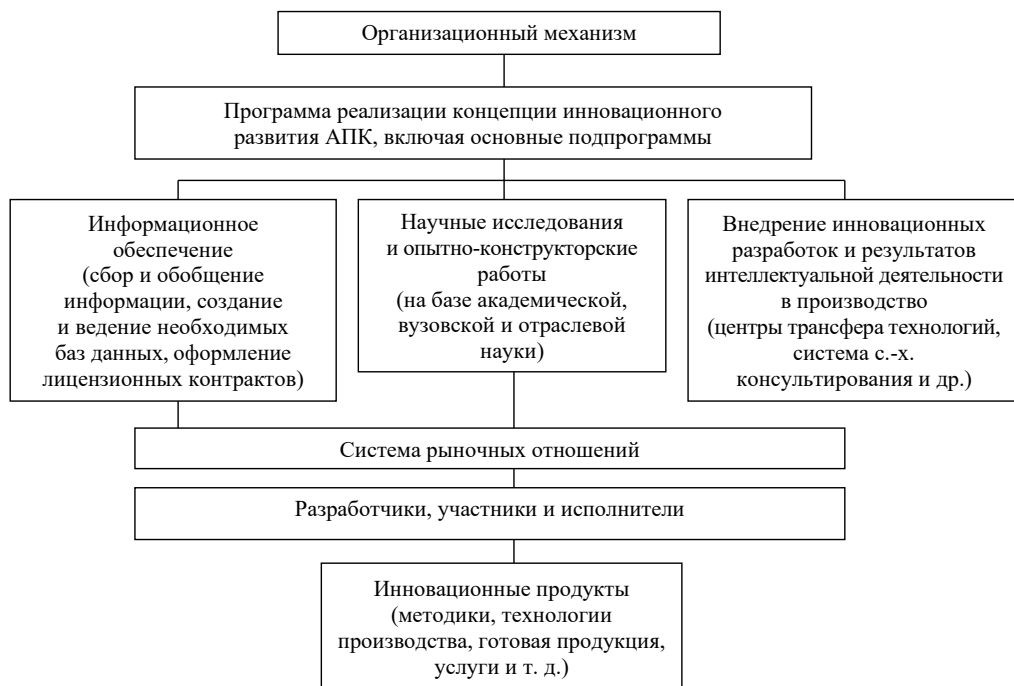 Организационный механизм
Программа реализации концепции инновационного
развития АПК, включая основные подпрограммы
Информационное
обеспечение
(сбор и обобщение
информации, создание
и ведение необходимых
баз данных, оформление
лицензионных контрактов)
Научные исследования
и опытно-конструкторские
работы
(на базе академической,
вузовской и отраслевой
науки)
Внедрение инновационных
разработок и результатов
интеллектуальной деятельности
в производство
(центры трансфера технологий,
система с.-х.
консультирования и др.)
Система рыночных отношений
Разработчики, участники и исполнители
Инновационные продукты
(методики, технологии
производства, готовая продукция,
услуги и т. д.)